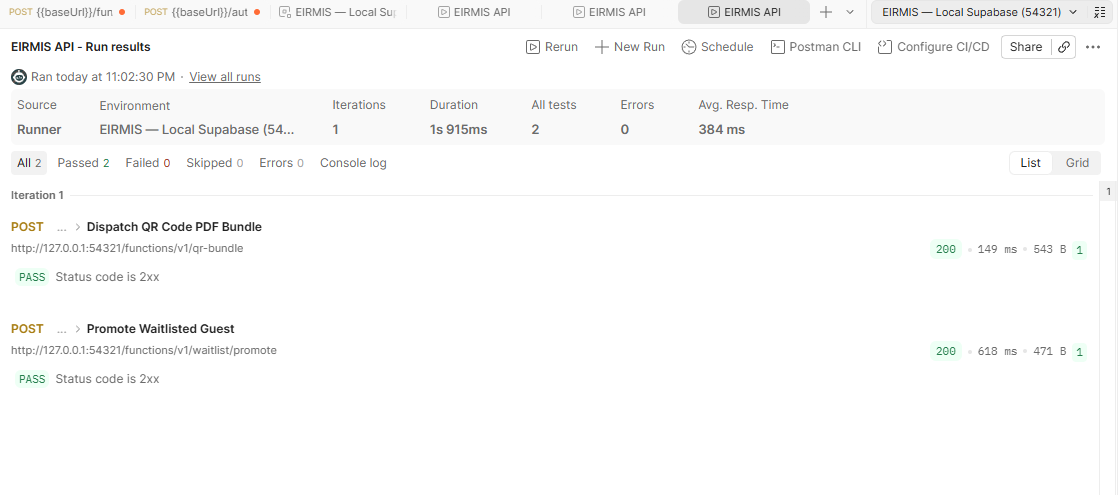 POST {{baseUrl}}/fun POST {{baseUrl}}/aut EIRMIS — Local Sup EIRMIS API EIRMIS API EIRMIS API EIRMIS — Local Supabase (54321)
EIRMIS API - Run results Rerun New Run Schedule Postman CLI Configure CI/CD Share
Ran today at 11:02:30 PM · View all runs
Source Environment Iterations Duration All tests Errors Avg. Resp. Time
Runner EIRMIS — Local Supabase (54... 1 1s 915ms 2 0 384 ms
All 2 Passed 2 Failed 0 Skipped 0 Errors 0 Console log List Grid
Iteration 1 1
POST ... > Dispatch QR Code PDF Bundle
http://127.0.0.1:54321/functions/v1/qr-bundle 200 • 149 ms • 543 B 1
PASS Status code is 2xx
POST ... > Promote Waitlisted Guest
http://127.0.0.1:54321/functions/v1/waitlist/promote 200 • 618 ms • 471 B 1
PASS Status code is 2xx